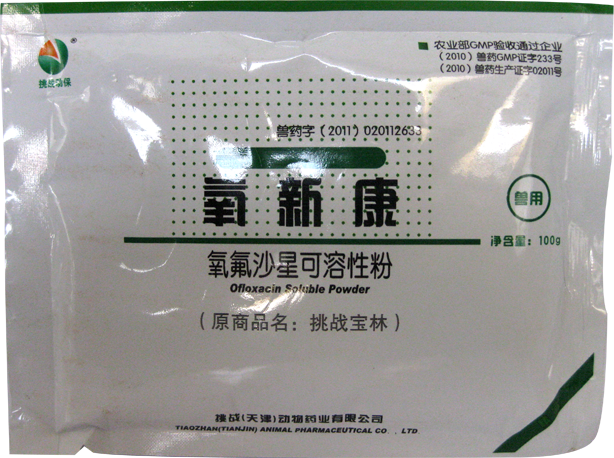 挑战动保
®
农业部GMP验收通过企业
(2010)兽药GMP证字233号
(2010)兽药生产证字02011号
兽药字(2011)020112633
氧新康
兽用
净含量:100g
氧氟沙星可溶性粉
Ofloxacin Soluble Powder
(原商品名:挑战宝林)
挑战(天津)动物药业有限公司
TIAOZHAN(TIANJIN) ANIMAL PHARMACEUTICAL CO.,LTD